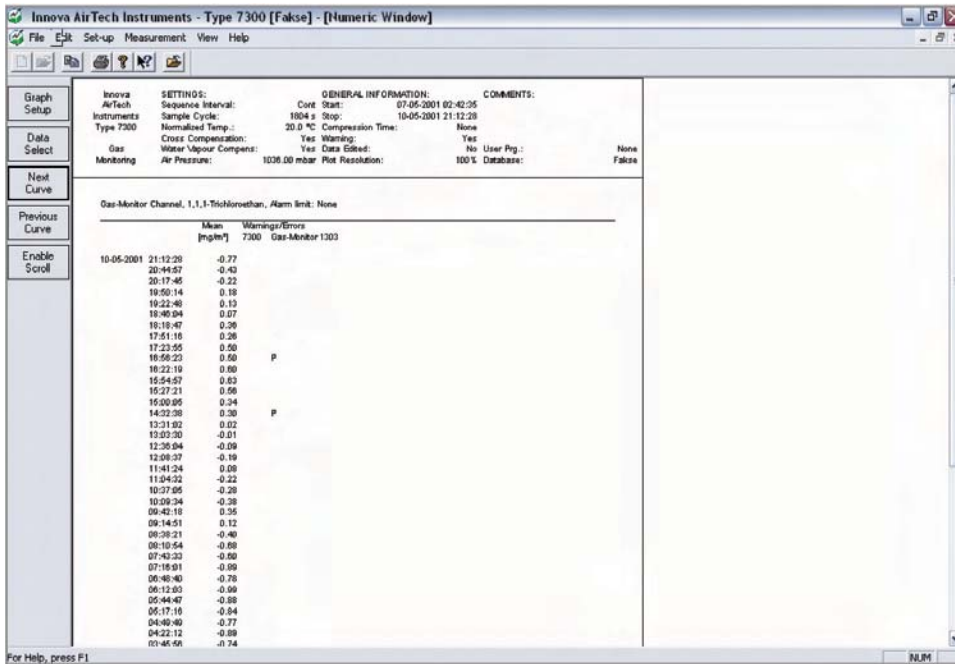 Innova AirTech Instruments - Type 7300 [Fakse] - [Numeric Window]
File Edit Set-up Measurement View Help
Graph Setup
Data Select
Next Curve
Previous Curve
Enable Scroll
Innova AirTech Instruments Type 7300 Gas Monitoring
SETTINGS: GENERAL INFORMATION: COMMENTS:
Sequence Interval: Cont Start: 07-05-2001 02:42:35
Sample Cycle: 1604 s Stop: 10-05-2001 21:12:28
Normalized Temp.: 20.0 °C Compression Time: None
Cross Compensation: Yes Warning: Yes
Water Vapour Compens: Yes Data Edited: No User Prg.: None
Air Pressure: 1036.00 mbar Plot Resolution: 100 % Database: Fakse
Gas-Monitor Channel, 1,1,1-Trichloroethan, Alarm limit: None
Mean Warnings/Errors
[mg/m³] 7300 Gas-Monitor 1303
10-05-2001 21:12:28 -0.77
20:44:57 -0.43
20:17:45 -0.22
19:50:14 0.18
19:22:48 0.13
18:46:04 0.07
18:18:47 0.36
17:51:16 0.26
17:23:55 0.50
16:56:23 0.50 P
16:22:19 0.60
15:54:57 0.63
15:27:21 0.56
15:00:05 0.34
14:32:38 0.30 P
13:31:02 0.02
13:03:30 -0.01
12:36:04 -0.09
12:08:37 -0.19
11:41:24 0.08
11:04:32 -0.22
10:37:05 -0.28
10:09:34 -0.38
09:42:18 0.35
09:14:51 0.12
08:38:21 -0.40
08:10:54 -0.68
07:43:33 -0.60
07:16:01 -0.89
06:48:40 -0.78
06:12:03 -0.99
05:44:47 -0.88
05:17:16 -0.84
04:49:49 -0.77
04:22:12 -0.89
03:45:56 -0.74
For Help, press F1
NUM